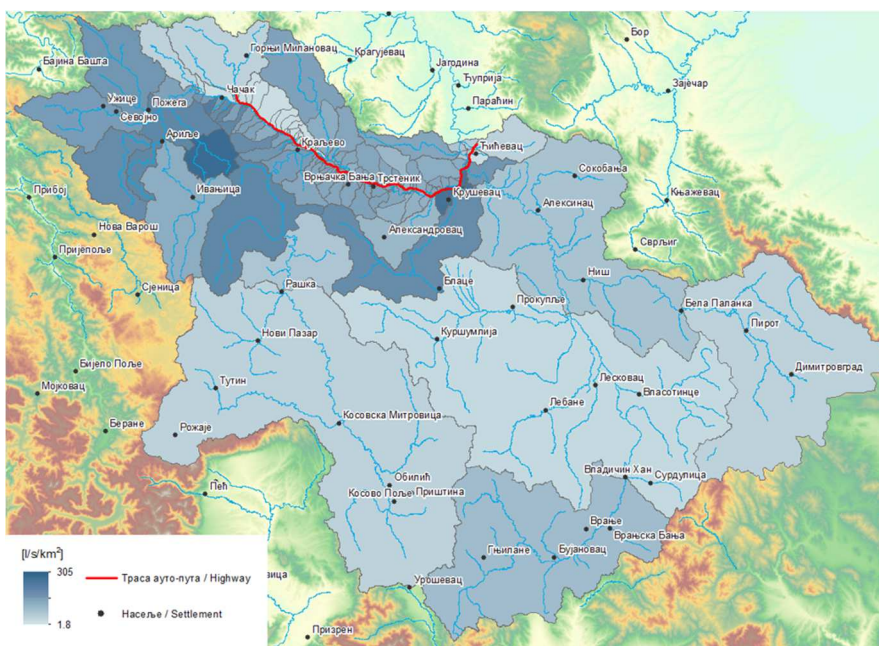 Бор
Горњи Милановац
Крагујевац
Бајина Башта
Јагодина
Ћуприја
Зајечар
Чачак
Ужице
Пожега
Параћин
Севојно
Ариље
Краљево
Ћићевац
Сокобања
Врњачка Бања
Трстеник
Прибој
Ивањица
Крушевац
Књажевац
Алексинац
Нова Варош
Александровац
Сврљиг
Пријепоље
Ниш
Сјеница
Рашка
Блаце
Бела Паланка
Прокупље
Пирот
Нови Пазар
Куршумлија
Бијело Поље
Димитровград
Мојковац
Тутин
Лесковац
Власотинце
Лебане
Косовска Митровица
Беране
Рожаје
Владичин Хан
Сурдулица
Обилић
Пећ
Косово Поље
Приштина
Врање
Врањска Бања
Гњилане
Бујановац
[l/s/km²]
305
1.8
Траса ауто-пута / Highway
Насеље / Settlement
вица
Урошевац
Призрен